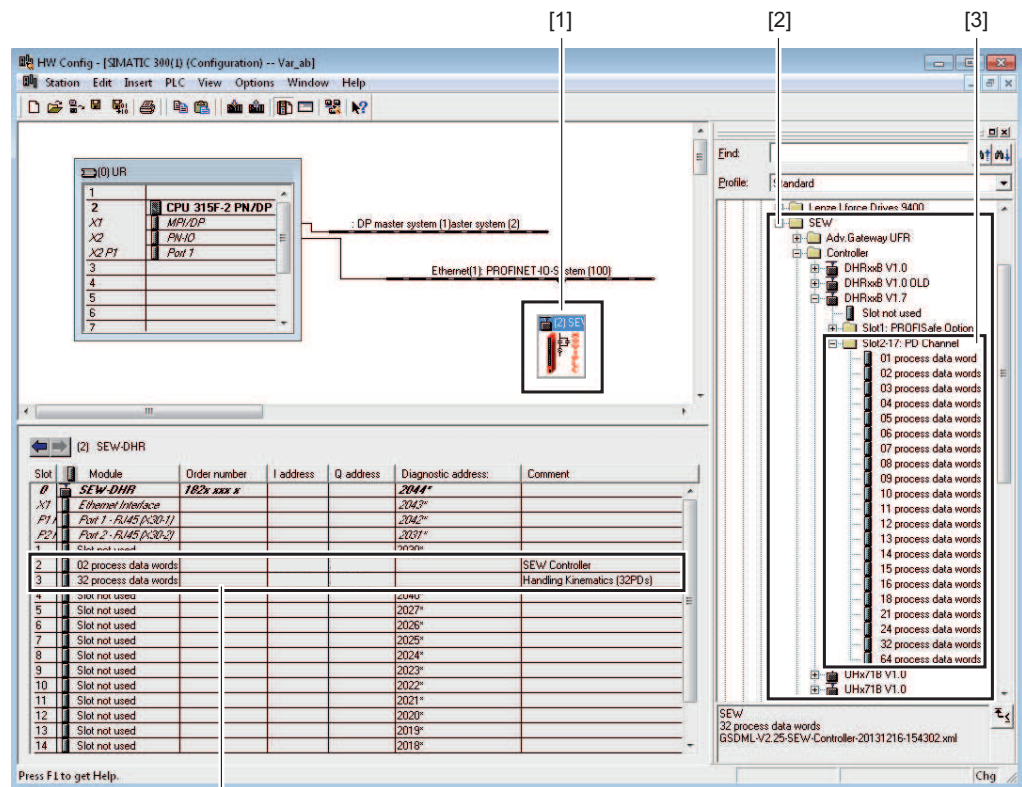 [1] [2] [3]
HW Config - [SIMATIC 300(1) (Configuration) -- Var_ab]
Station Edit Insert PLC View Options Window Help
(0) UR
1
2 CPU 315F-2 PN/DP
X1 MPI/DP
X2 PN-IO
X2 P1 Port 1
3
4
5
6
7
: DP master system (1)aster system (2)
Ethernet(1): PROFINET-IO-System (100)
(2) SEW
Find:
Profile: Standard
Lenze I force Drives 9400
SEW
Adv.Gateway UFR
Controller
DHRxxB V1.0
DHRxxB V1.0 OLD
DHRxxB V1.7
Slot not used
Slot1: PROFISafe Option
Slot2-17: PD Channel
01 process data word
02 process data words
03 process data words
04 process data words
05 process data words
06 process data words
07 process data words
08 process data words
09 process data words
10 process data words
11 process data words
12 process data words
13 process data words
14 process data words
15 process data words
16 process data words
18 process data words
21 process data words
24 process data words
32 process data words
64 process data words
UHx71B V1.0
UHx71B V1.0
SEW
32 process data words
GSDML-V2.25-SEW-Controller-20131216-154302.xml
(2) SEW-DHR
Slot Module Order number I address Q address Diagnostic address: Comment
0 SEW-DHR 182x xxx x 2044*
X1 Ethernet Interface 2043*
P1 Port 1 - RJ45 (X30-1) 2042*
P2 Port 2 - RJ45 (X30-2) 2031*
1 Slot not used 2030*
2 02 process data words SEW Controller
3 32 process data words Handling Kinematics (32PDs)
4 Slot not used 2040*
5 Slot not used 2027*
6 Slot not used 2026*
7 Slot not used 2025*
8 Slot not used 2024*
9 Slot not used 2023*
10 Slot not used 2022*
11 Slot not used 2021*
12 Slot not used 2020*
13 Slot not used 2019*
14 Slot not used 2018*
Press F1 to get Help.
Chg